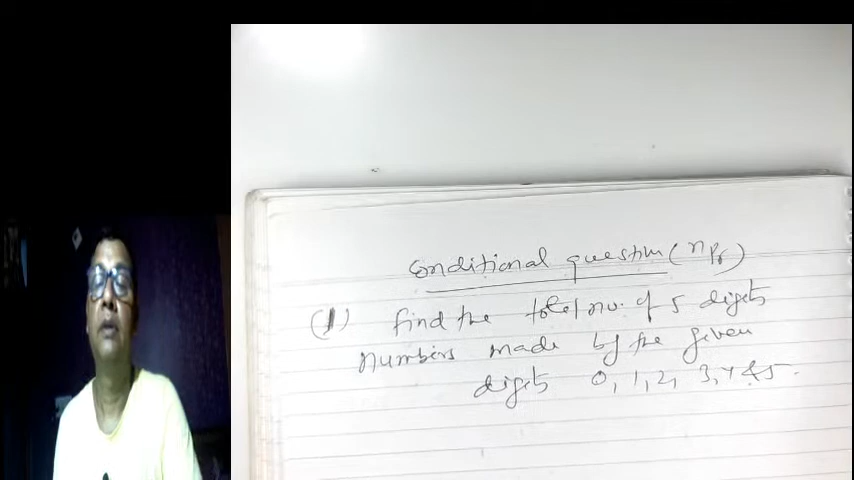 Conditional question (nPr)
(1) find the total no. of 5 digits
numbers made by the given
digits 0, 1, 2, 3, 4 & 5.